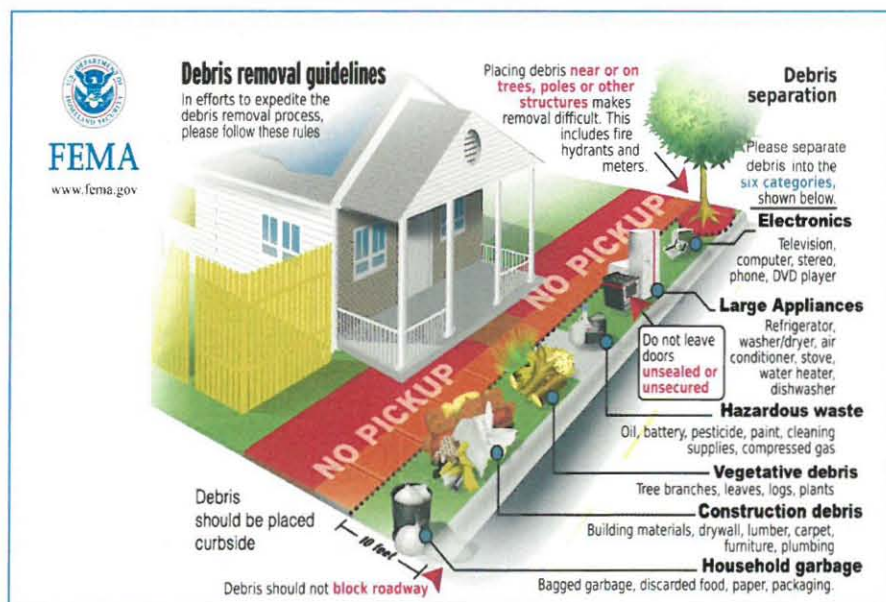 U.S. DEPARTMENT OF
HOMELAND SECURITY
FEMA
www.fema.gov
Debris removal guidelines
In efforts to expedite the
debris removal process,
please follow these rules
Placing debris near or on
trees, poles or other
structures makes
removal difficult. This
includes fire
hydrants and
meters.
Debris
separation
Please separate
debris into the
six categories,
shown below.
Electronics
Television,
computer, stereo,
phone, DVD player
Large Appliances
Refrigerator,
washer/dryer, air
conditioner, stove,
water heater,
dishwasher
Do not leave
doors
unsealed or
unsecured
Hazardous waste
Oil, battery, pesticide, paint, cleaning
supplies, compressed gas
Vegetative debris
Tree branches, leaves, logs, plants
Construction debris
Building materials, drywall, lumber, carpet,
furniture, plumbing
Household garbage
Bagged garbage, discarded food, paper, packaging.
NO PICKUP
NO PICKUP
Debris
should be placed
curbside
10 feet
Debris should not block roadway